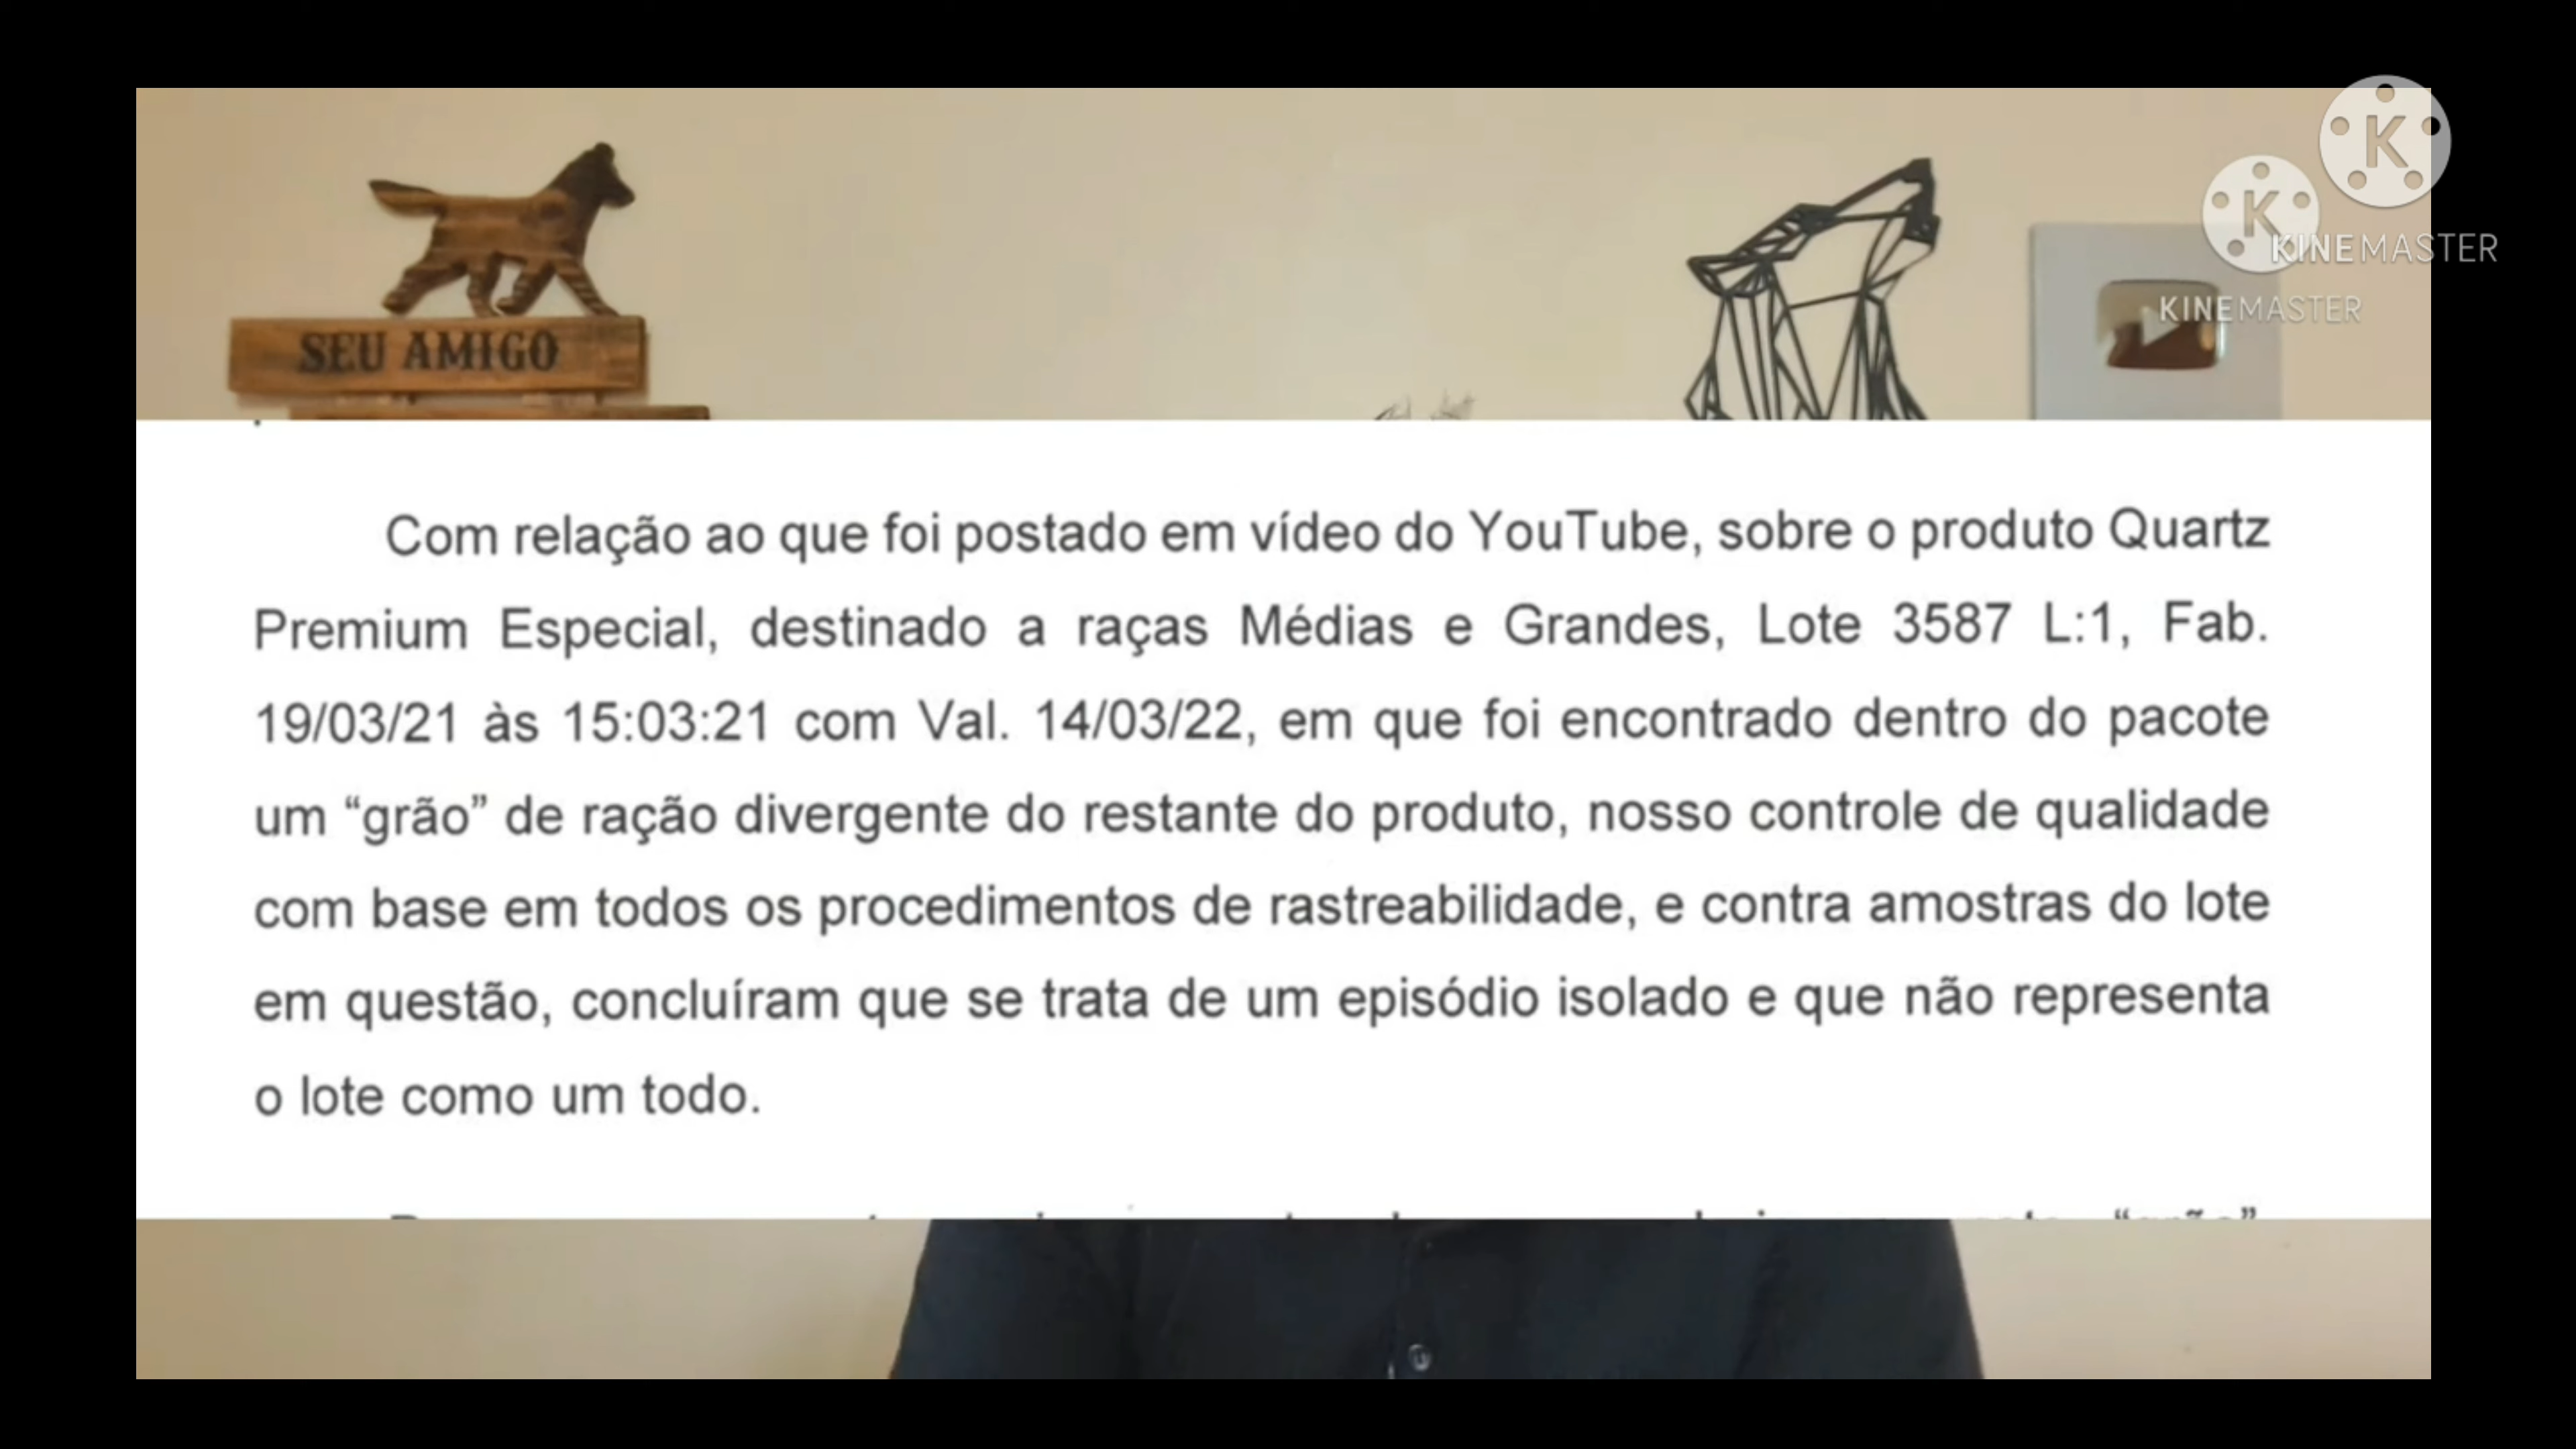 KINEMASTER
KINEMASTER
SEU AMIGO
Com relação ao que foi postado em vídeo do YouTube, sobre o produto Quartz
Premium Especial, destinado a raças Médias e Grandes, Lote 3587 L:1, Fab.
19/03/21 às 15:03:21 com Val. 14/03/22, em que foi encontrado dentro do pacote
um “grão” de ração divergente do restante do produto, nosso controle de qualidade
com base em todos os procedimentos de rastreabilidade, e contra amostras do lote
em questão, concluíram que se trata de um episódio isolado e que não representa
o lote como um todo.